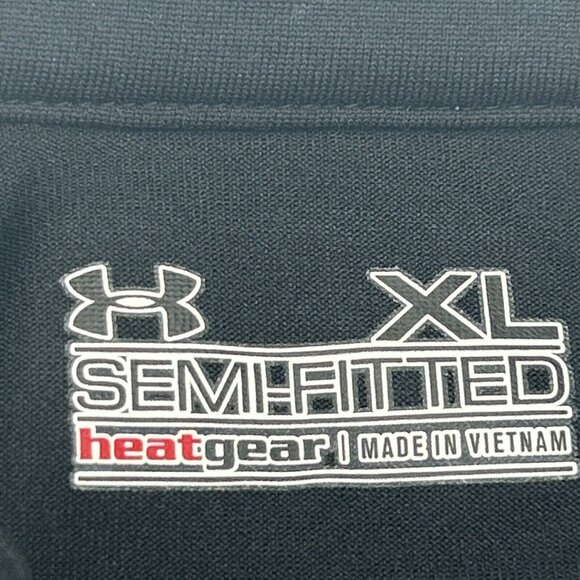 XL
SEMI-FITTED
heatgear | MADE IN VIETNAM